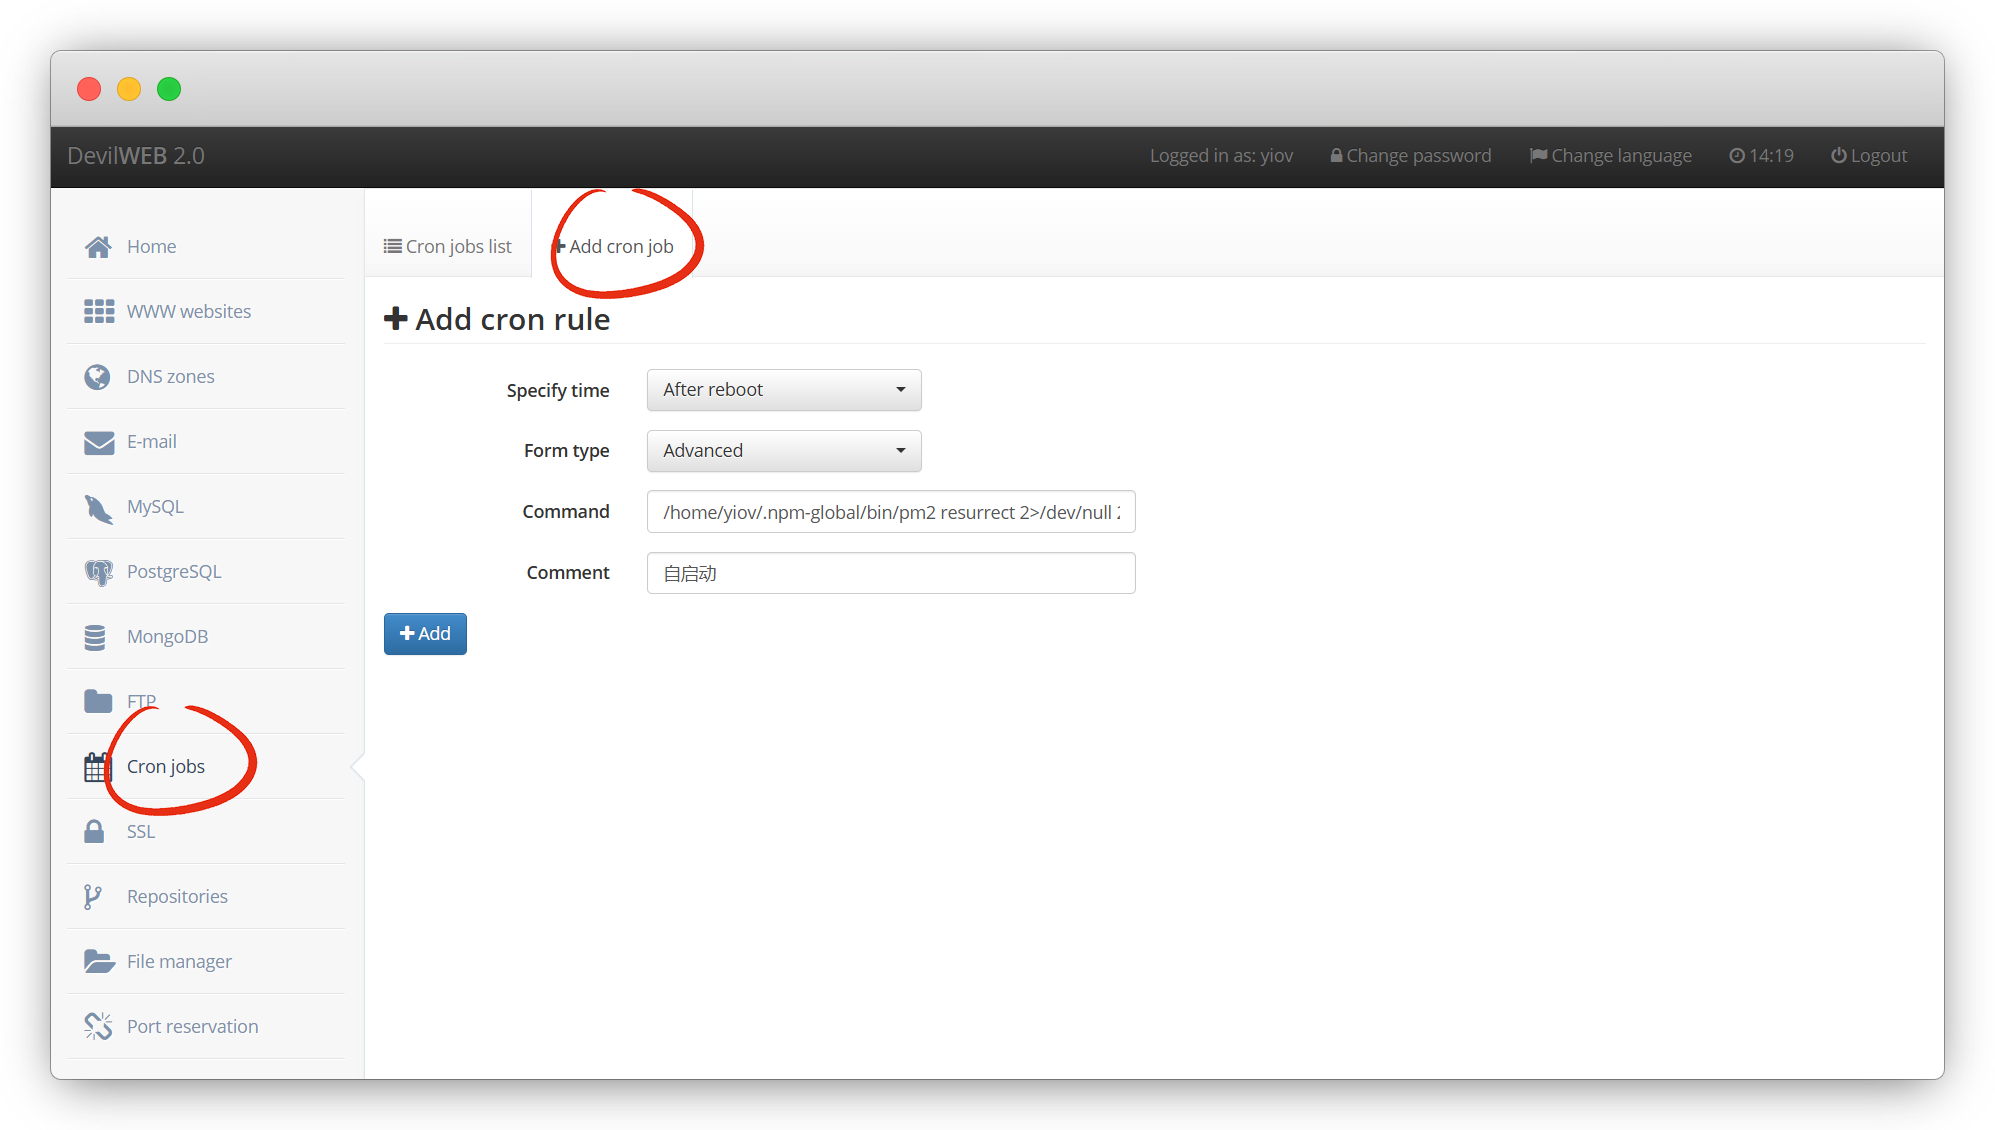 DevilWEB 2.0
Logged in as: yiov Change password Change language 14:19 Logout
Home
WWW websites
DNS zones
E-mail
MySQL
PostgreSQL
MongoDB
FTP
Cron jobs
SSL
Repositories
File manager
Port reservation
Cron jobs list
Add cron job
Add cron rule
Specify time After reboot
Form type Advanced
Command /home/yiov/.npm-global/bin/pm2 resurrect 2>/dev/null
Comment 自启动
Add